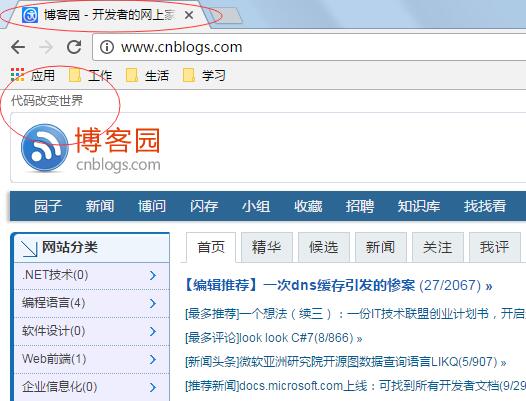 博客园 - 开发者的网上家
www.cnblogs.com
应用 工作 生活 学习
代码改变世界
博客园
cnblogs.com
园子 新闻 博问 闪存 小组 收藏 招聘 知识库 找找看
网站分类
首页 精华 候选 新闻 关注 我评
.NET技术(0)
编程语言(4)
软件设计(0)
Web前端(1)
企业信息化(0)
【编辑推荐】一次dns缓存引发的惨案 (27/2067) »
[最多推荐]一个想法(续三)：一份IT技术联盟创业计划书，开启
[最多评论]look look C#7(8/866) »
[新闻头条]微软亚洲研究院开源图数据查询语言LIKQ(5/907) »
[推荐新闻]docs.microsoft.com上线：可找到所有开发者文档(9/29